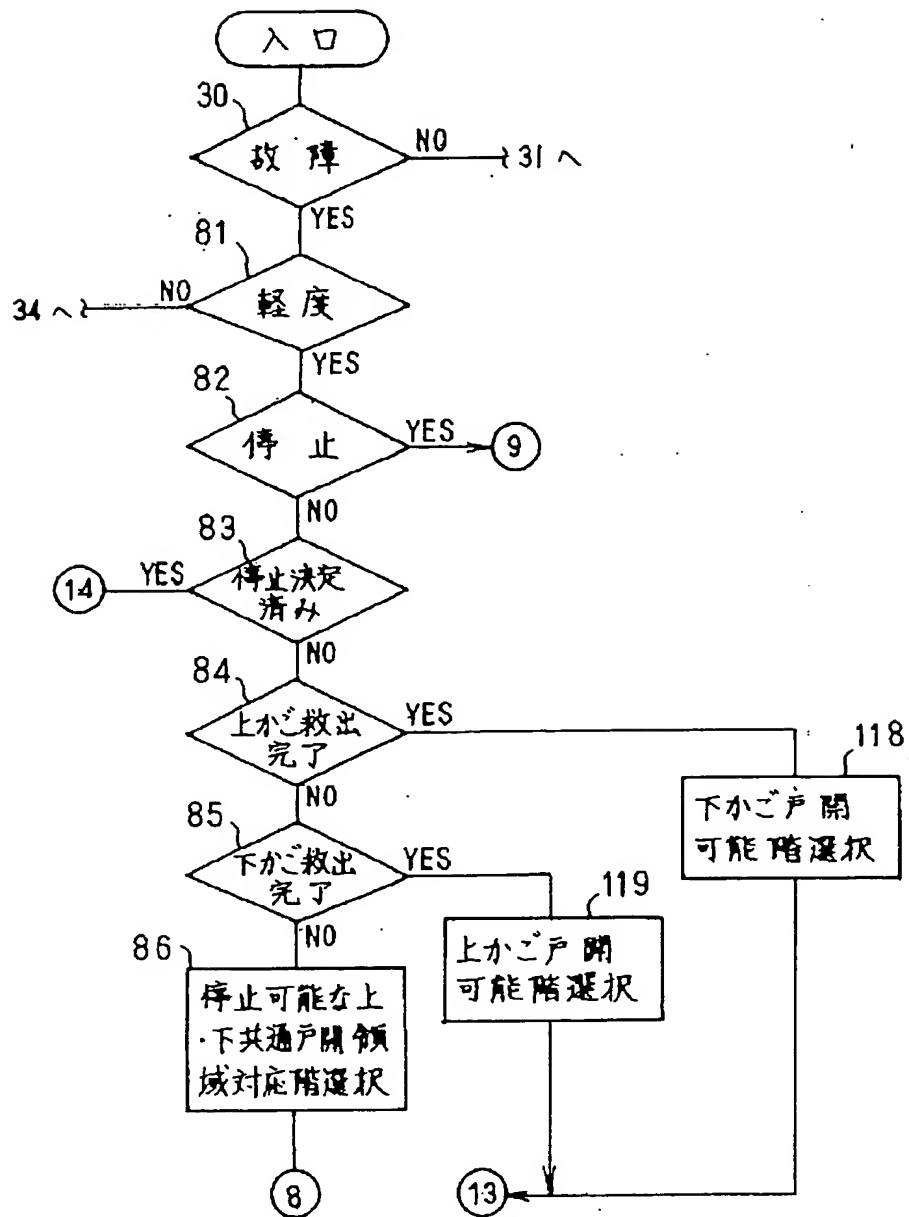 入口
30
故障
NO
31へ
YES
81
軽度
NO
34へ
YES
82
停止
YES
9
NO
83
停止決定
済み
YES
14
NO
84
上かご救出
完了
YES
118
下かご戸開
可能階選択
NO
85
下かご救出
完了
YES
119
上かご戸開
可能階選択
NO
86
停止可能な上
・下共通戸開領
域対応階選択
8
13